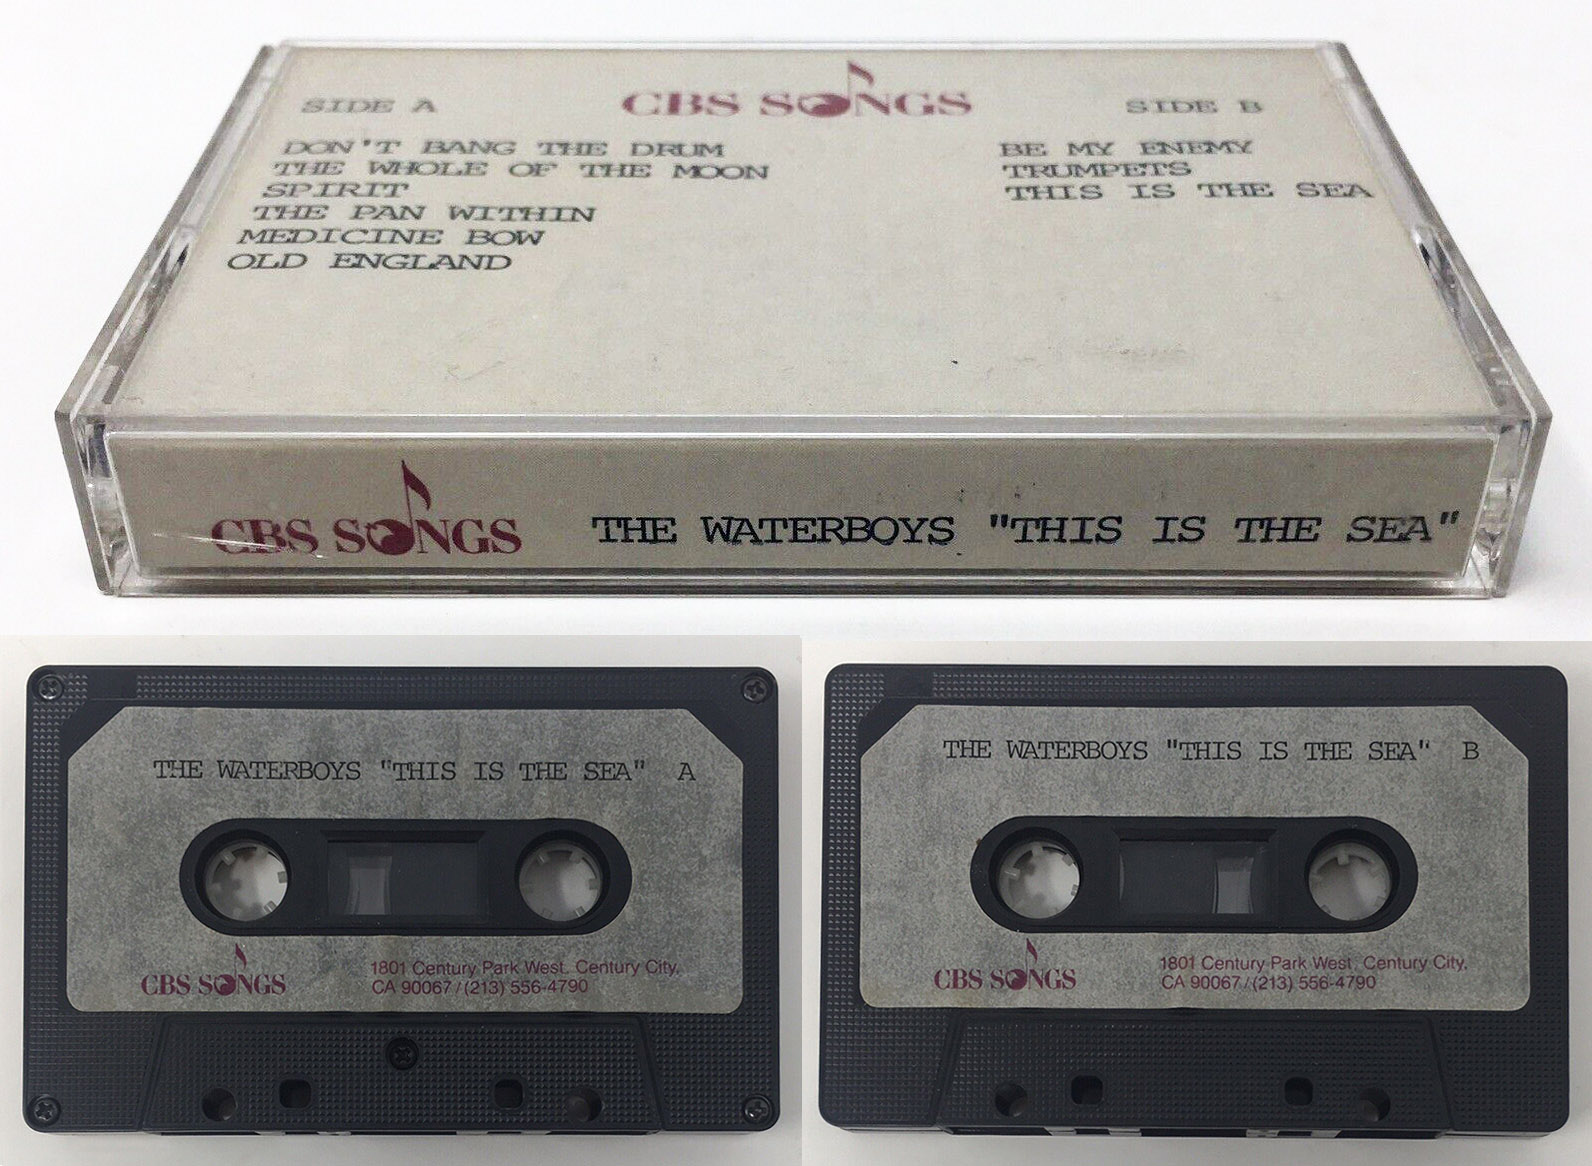 SIDE A
CBS SONGS
SIDE B
DON'T BANG THE DRUM
THE WHOLE OF THE MOON
SPIRIT
THE PAN WITHIN
MEDICINE BOW
OLD ENGLAND
BE MY ENEMY
TRUMPETS
THIS IS THE SEA
CBS SONGS
THE WATERBOYS "THIS IS THE SEA"
THE WATERBOYS "THIS IS THE SEA" A
CBS SONGS
1801 Century Park West, Century City,
CA 90067 / (213) 556-4790
THE WATERBOYS "THIS IS THE SEA" B
CBS SONGS
1801 Century Park West, Century City,
CA 90067 / (213) 556-4790